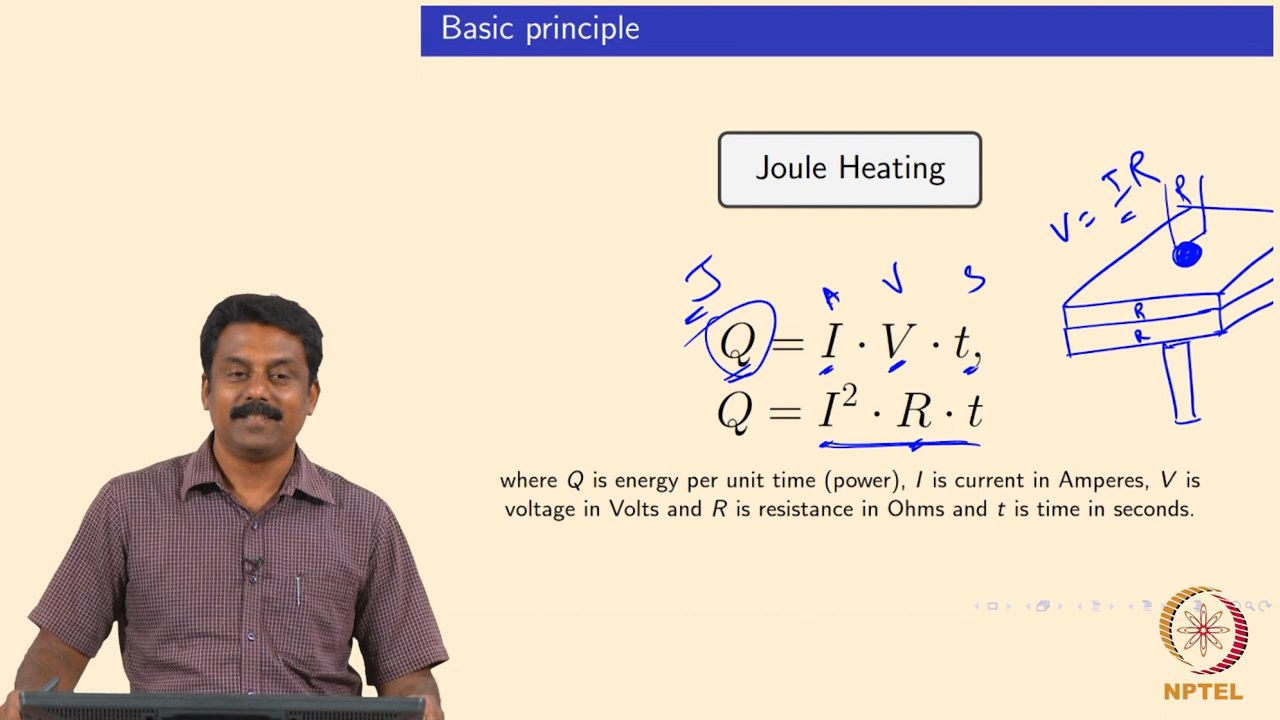 Basic principle
Joule Heating
V = IR
R
J A V S
Q = I · V · t,
R
R
Q = I² · R · t
where Q is energy per unit time (power), I is current in Amperes, V is
voltage in Volts and R is resistance in Ohms and t is time in seconds.
NPTEL